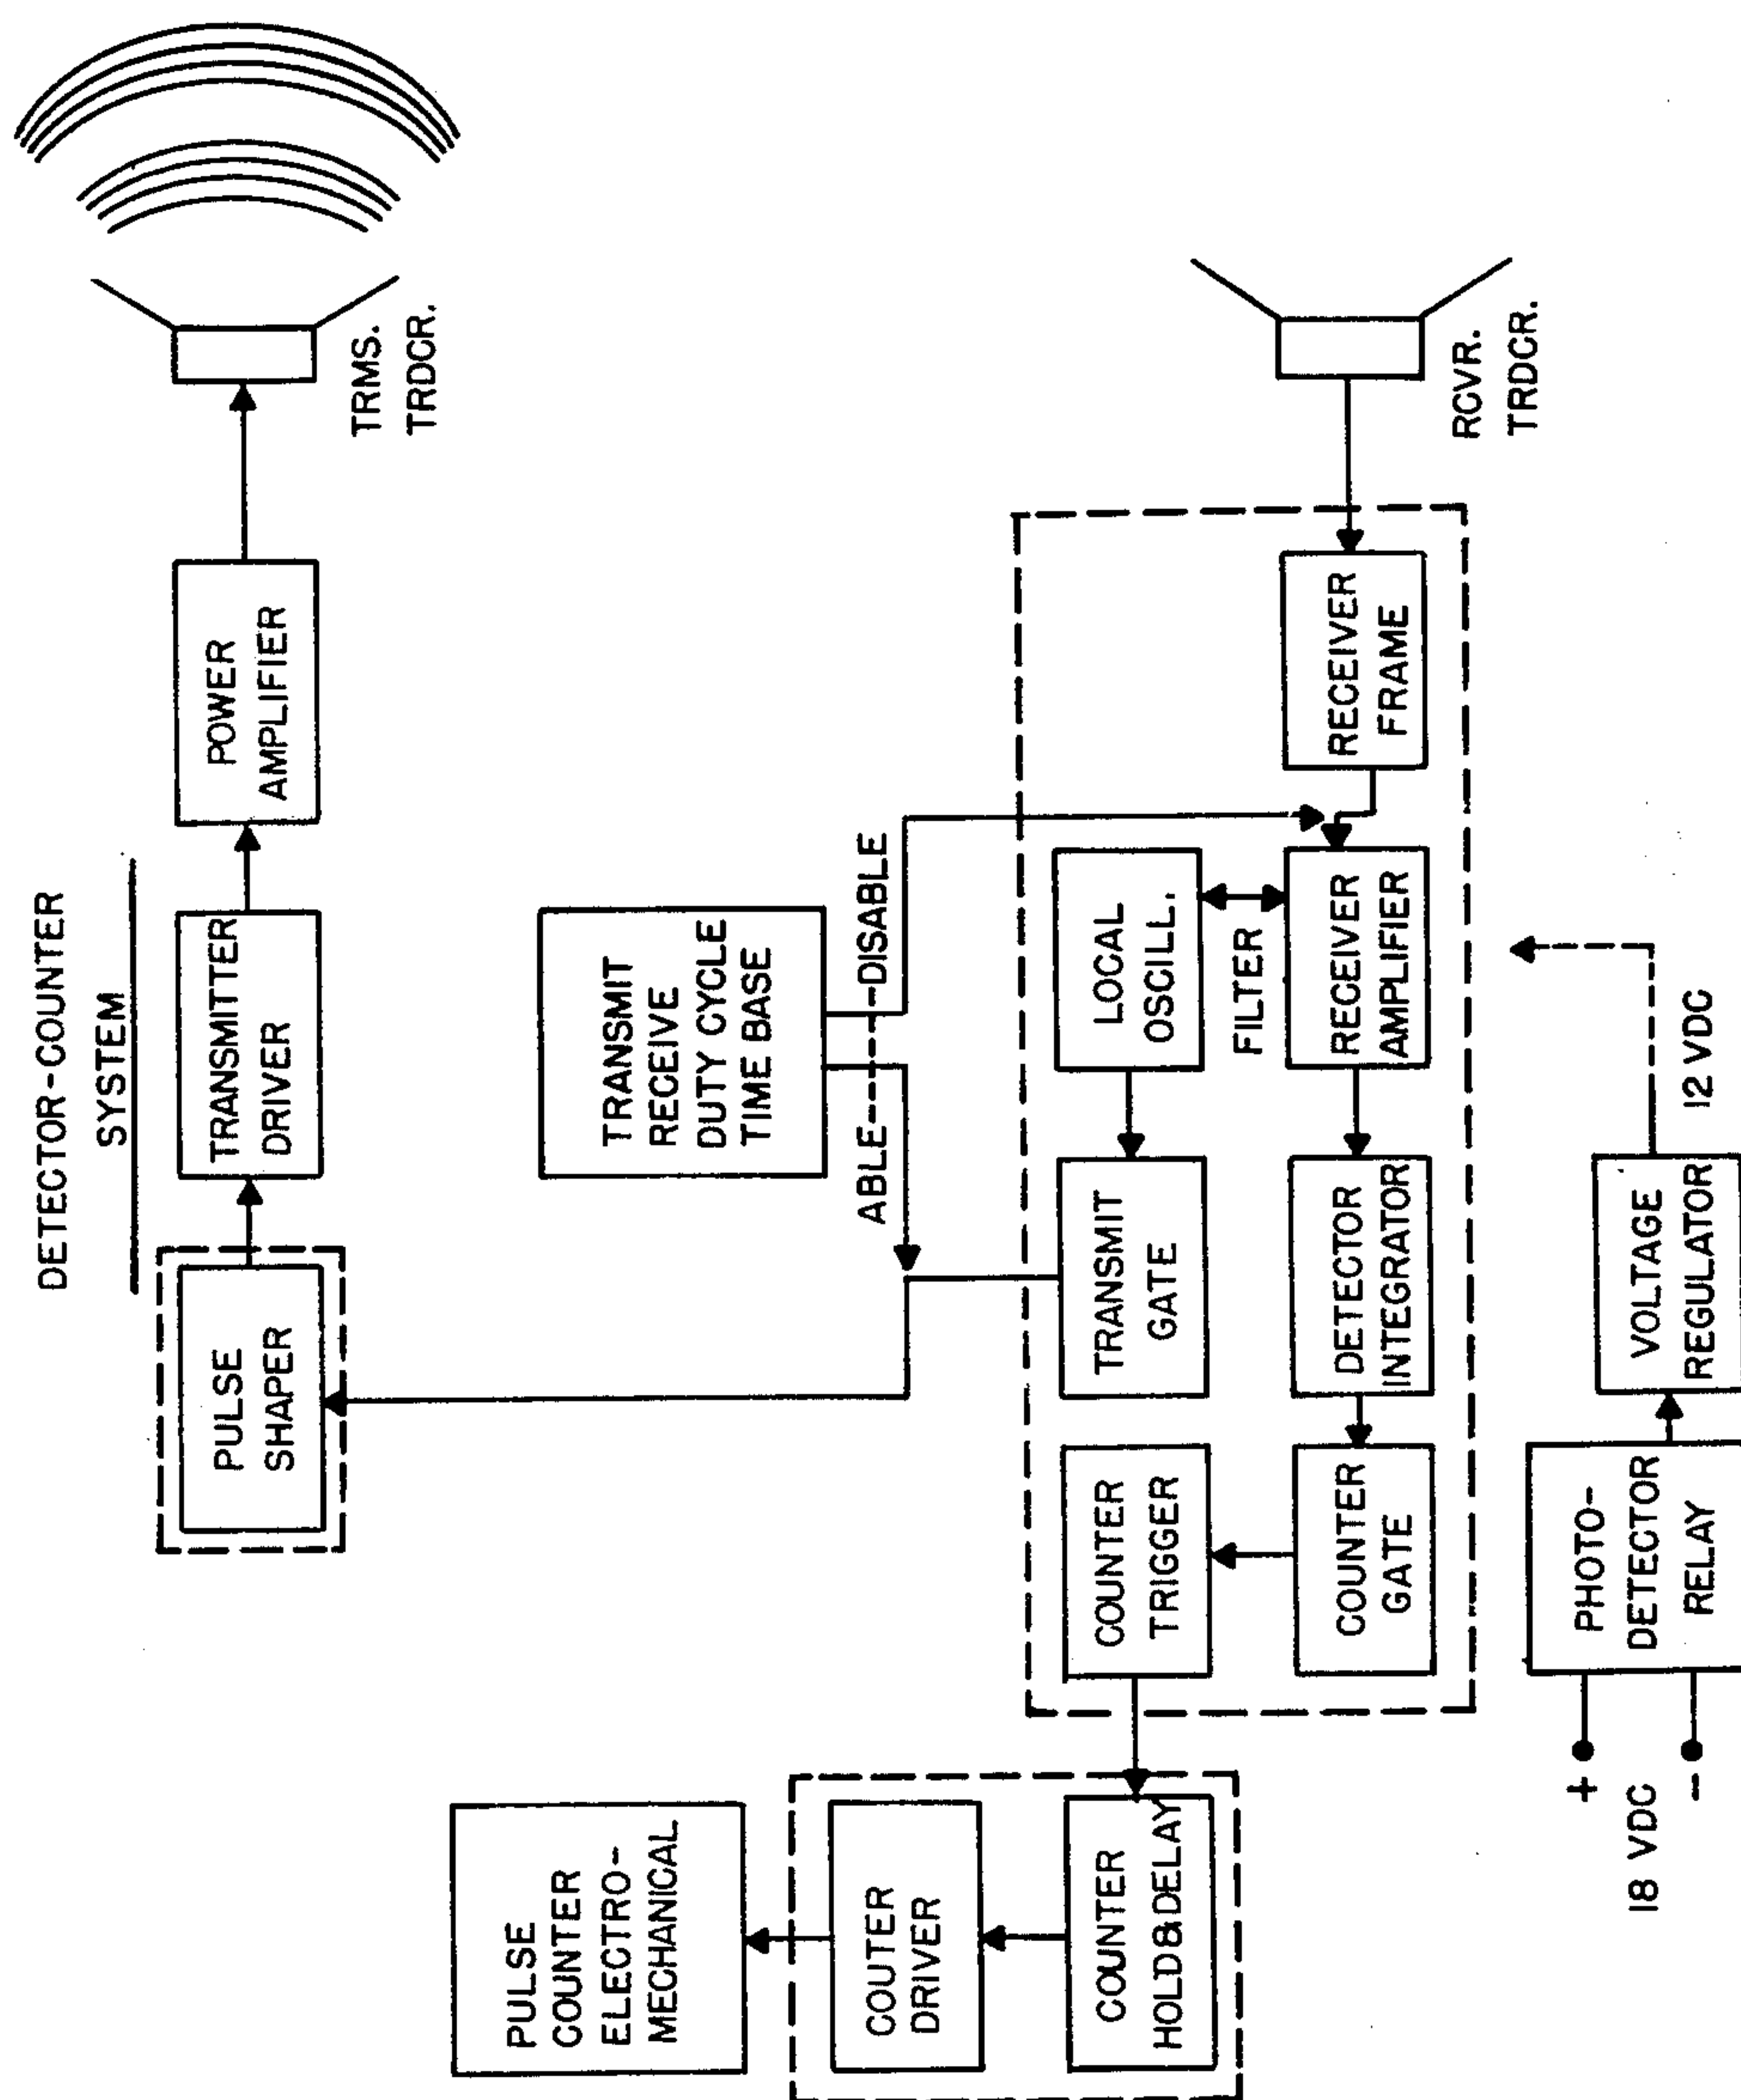 DETECTOR-COUNTER
SYSTEM
PULSE
SHAPER
TRANSMITTER
DRIVER
POWER
AMPLIFIER
TRMS.
TRDCR.
TRANSMIT
RECEIVE
DUTY CYCLE
TIME BASE
ABLE-----DISABLE
PULSE
COUNTER
ELECTRO-
MECHANICAL
COUTER
DRIVER
COUNTER
HOLD&DELAY
COUNTER
TRIGGER
TRANSMIT
GATE
LOCAL
OSCILL.
FILTER
COUNTER
GATE
DETECTOR
INTEGRATOR
RECEIVER
AMPLIFIER
RECEIVER
FRAME
RCVR.
TRDCR.
+
18 VDC
-
PHOTO-
DETECTOR
RELAY
VOLTAGE
REGULATOR
12 VDC